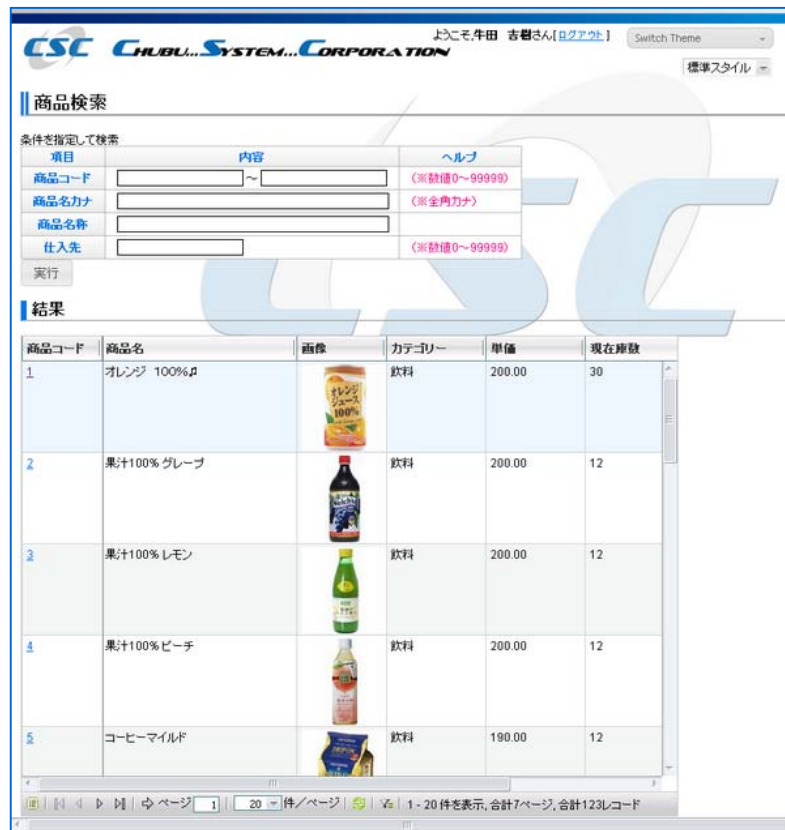 CSC CHUBU...SYSTEM...CORPORATION
ようこそ,牛田 吉樹さん[ログアウト]
Switch Theme
標準スタイル
商品検索
条件を指定して検索
項目 内容 ヘルプ
商品コード ～ (※数値0～99999)
商品名カナ (※全角カナ)
商品名称
仕入先 (※数値0～99999)
実行
結果
商品コード 商品名 画像 カテゴリー 単価 現在庫数
1 オレンジ 100%♫ 飲料 200.00 30
オレンジ
ジュース
100%
2 果汁100% グレープ 飲料 200.00 12
Welch's
3 果汁100% レモン 飲料 200.00 12
4 果汁100% ピーチ 飲料 200.00 12
5 コーヒーマイルド 飲料 190.00 12
ページ 1 20 件/ページ 1 - 20 件を表示, 合計7ページ, 合計123レコード